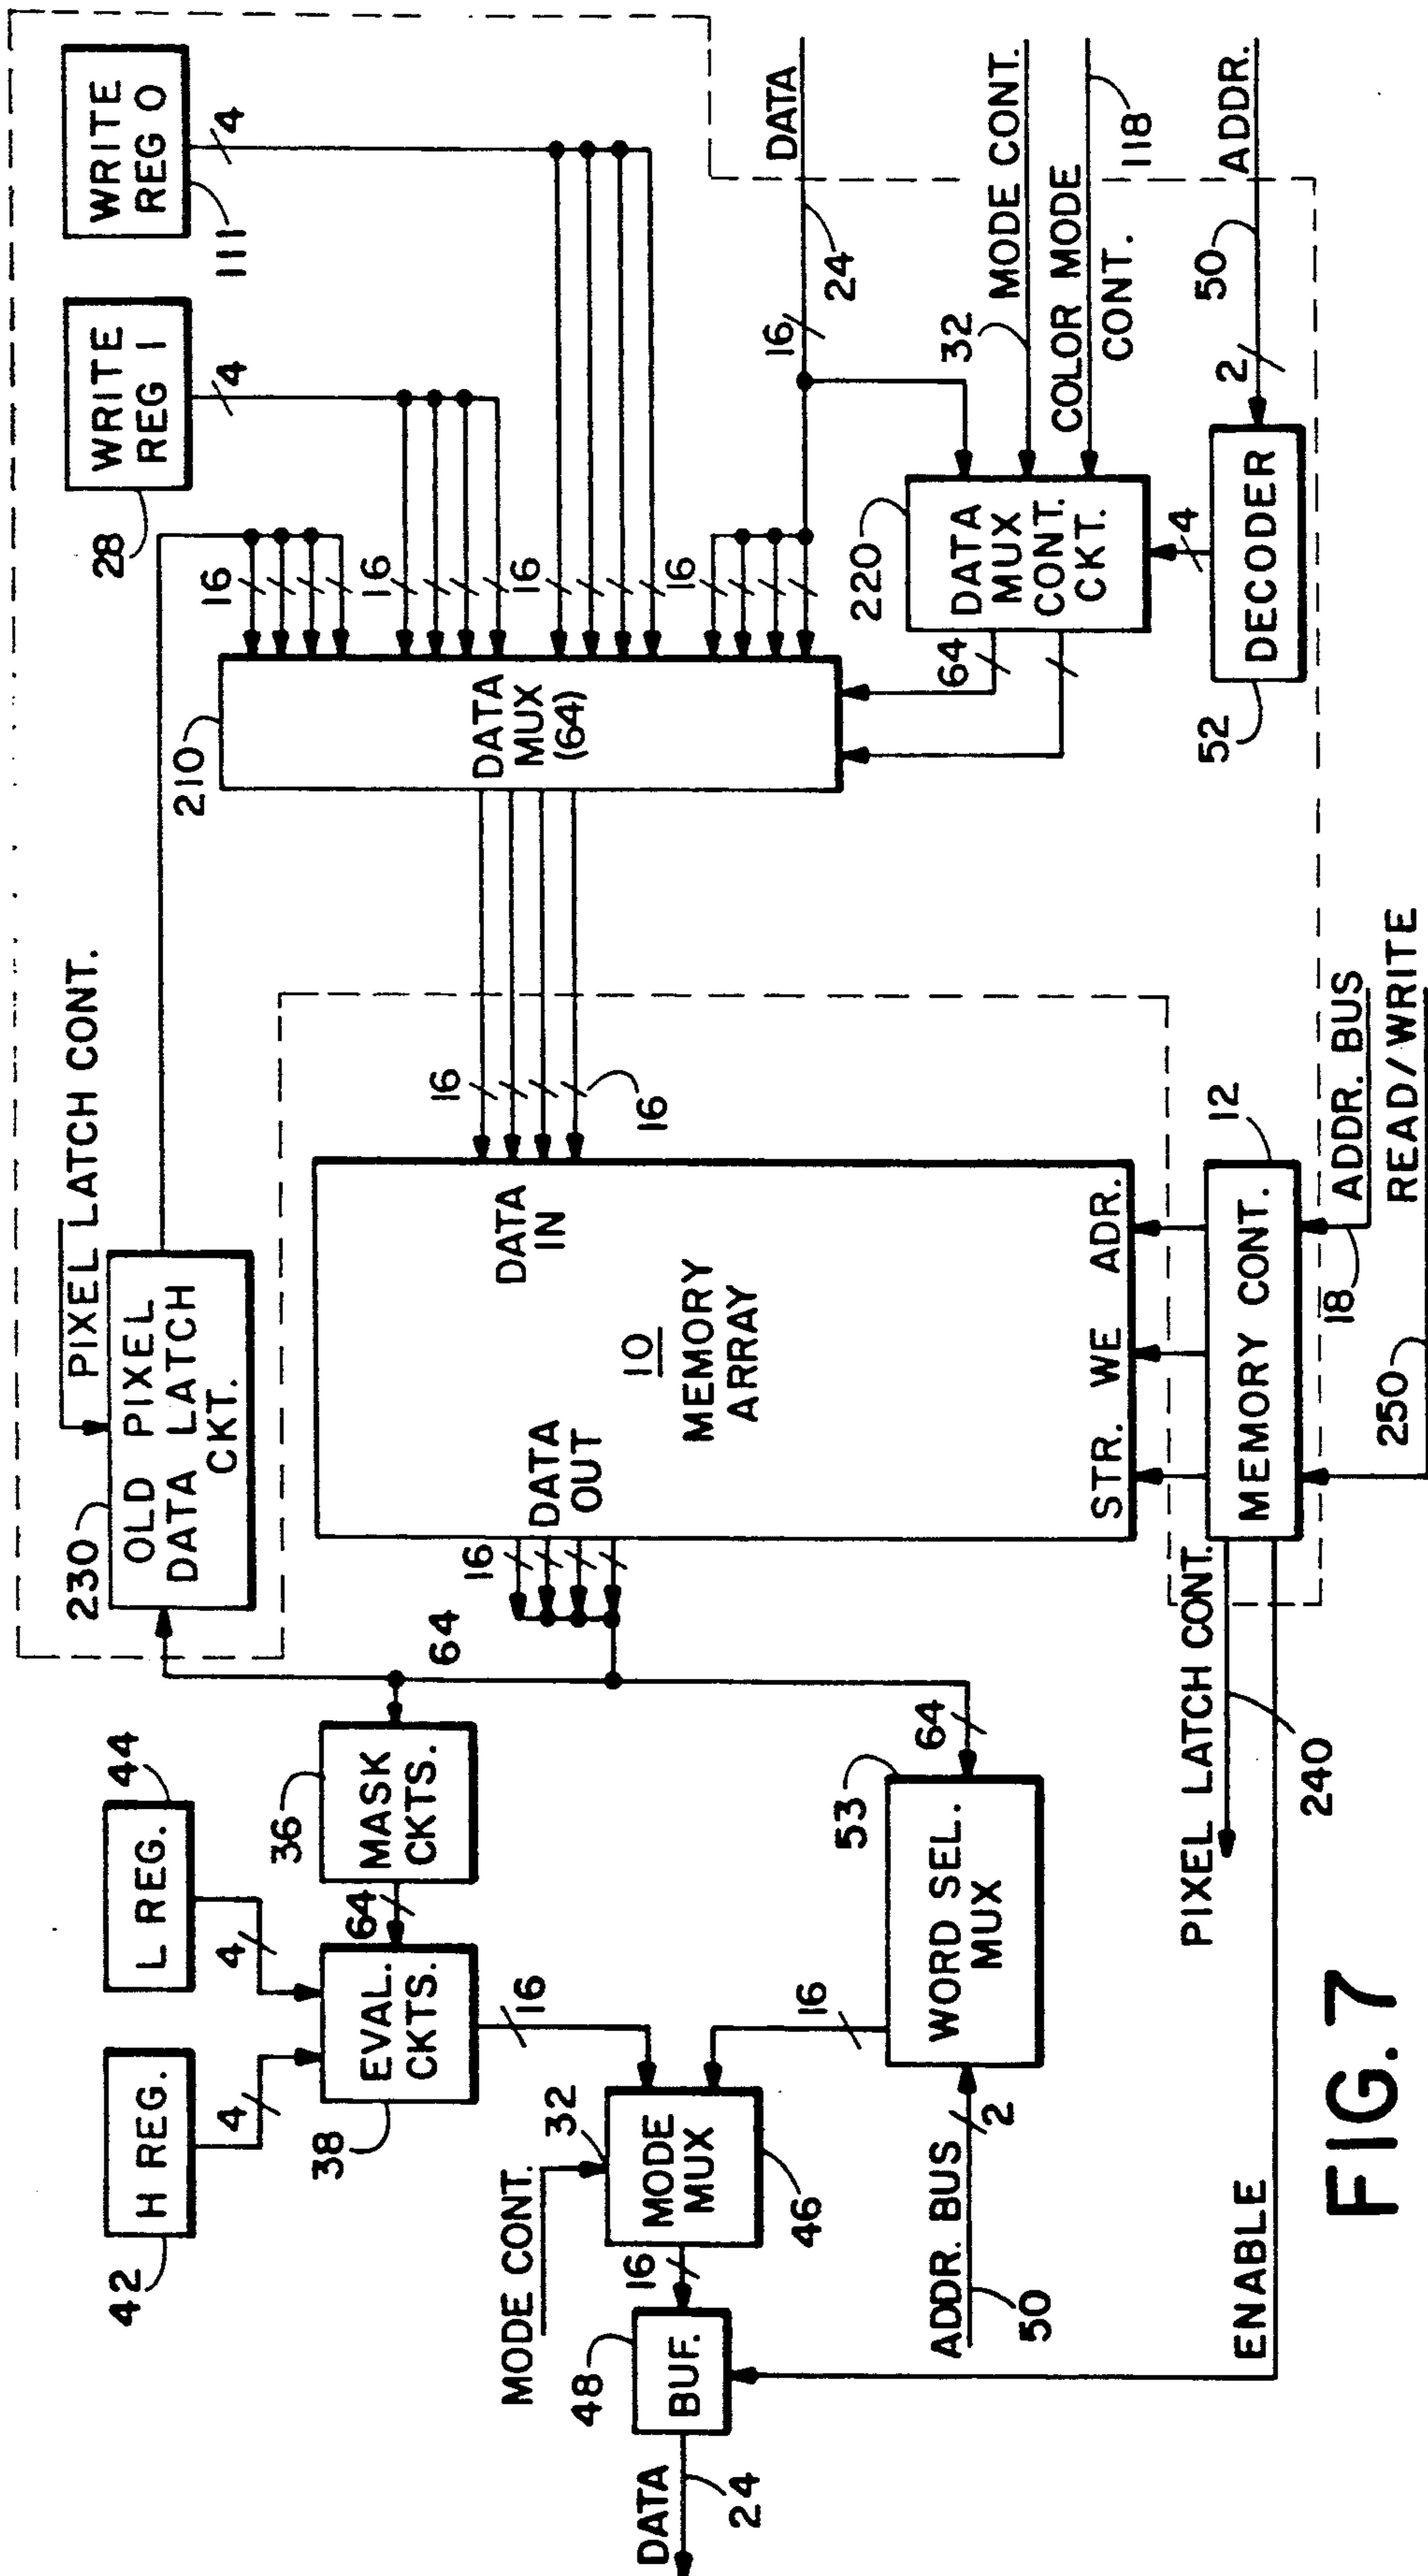 WRITE
REG 0
111
4
WRITE
REG 1
28
4
PIXEL LATCH CONT.
OLD PIXEL
DATA LATCH
CKT.
230
16
16
16
16
DATA
24
16
MODE CONT.
32
COLOR MODE
CONT.
118
ADDR.
50
2
DATA
MUX
CONT.
CKT.
220
4
DECODER
52
64
DATA
MUX
(64)
210
16
16
DATA
IN
10
MEMORY
ARRAY
DATA
OUT
STR.
WE
ADR.
16
64
MEMORY CONT.
12
ADDR. BUS
18
READ/WRITE
250
PIXEL LATCH CONT.
240
ENABLE
L REG.
44
H REG.
42
4
4
MASK
CKTS.
36
64
EVAL.
CKTS.
38
16
64
WORD SEL.
MUX
53
16
ADDR. BUS
50
2
MODE CONT.
32
MODE
MUX
46
16
BUF.
48
DATA
24
FIG. 7